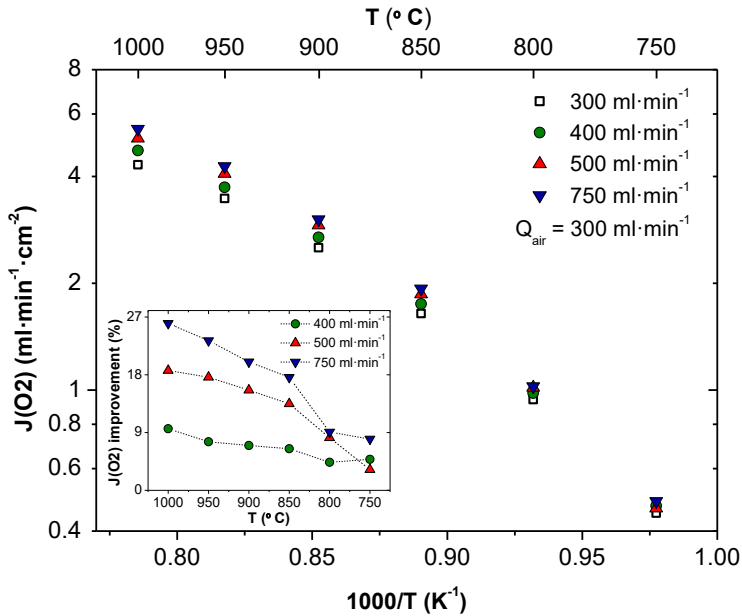 T (º C)
1000 950 900 850 800 750
8
6
4
2
1
0.8
0.6
0.4
J(O2) (ml·min⁻¹·cm⁻²)
300 ml·min⁻¹
400 ml·min⁻¹
500 ml·min⁻¹
750 ml·min⁻¹
Q_air = 300 ml·min⁻¹
27
18
9
0
J(O2) improvement (%)
400 ml·min⁻¹
500 ml·min⁻¹
750 ml·min⁻¹
1000 950 900 850 800 750
T (º C)
0.80 0.85 0.90 0.95 1.00
1000/T (K⁻¹)